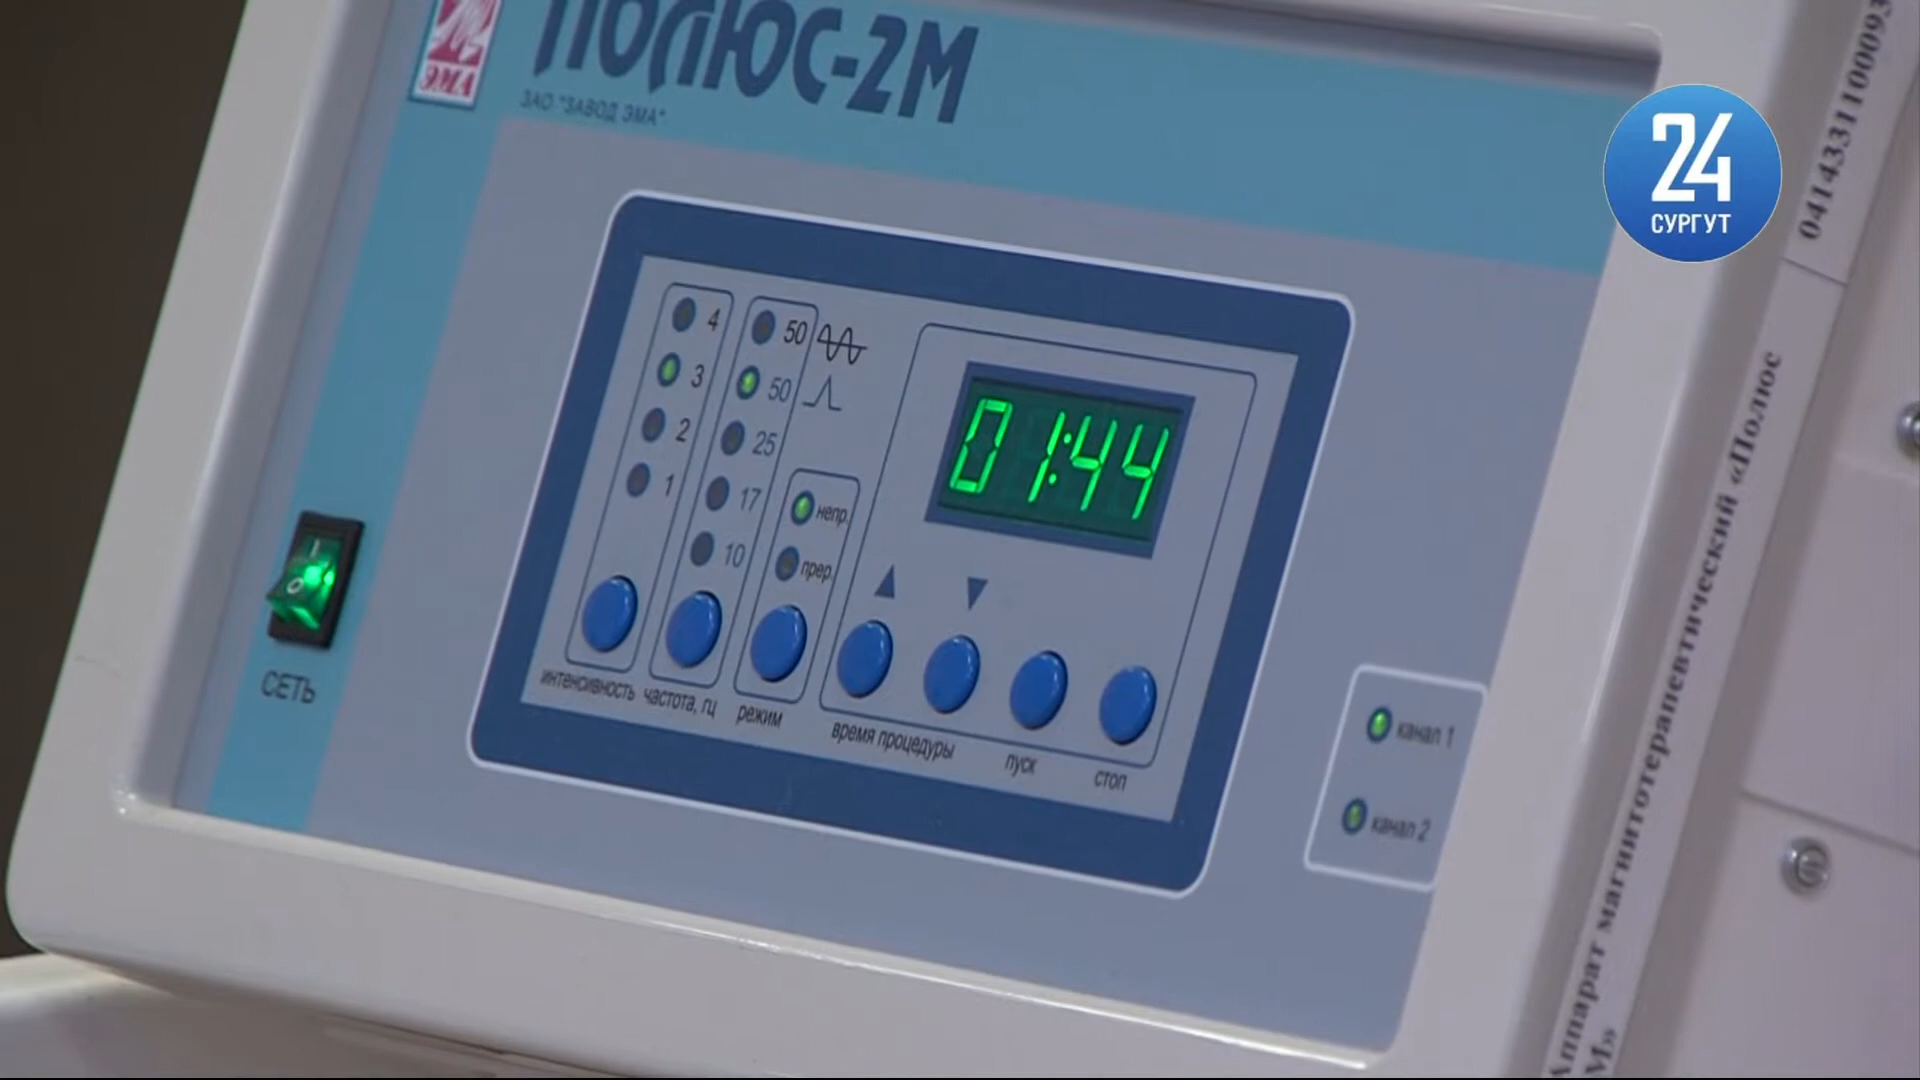 ЭМА
ПОЛЮС-2М
ЗАО "ЗАВОД ЭМА"
24
СУРГУТ
4
3
2
1
50
50
25
17
10
непр.
прер.
01:44
интенсивность
частота, гц
режим
время процедуры
пуск
стоп
I
O
СЕТЬ
канал 1
канал 2
0414331100093
Аппарат магнитотерапевтический «Полюс
М»